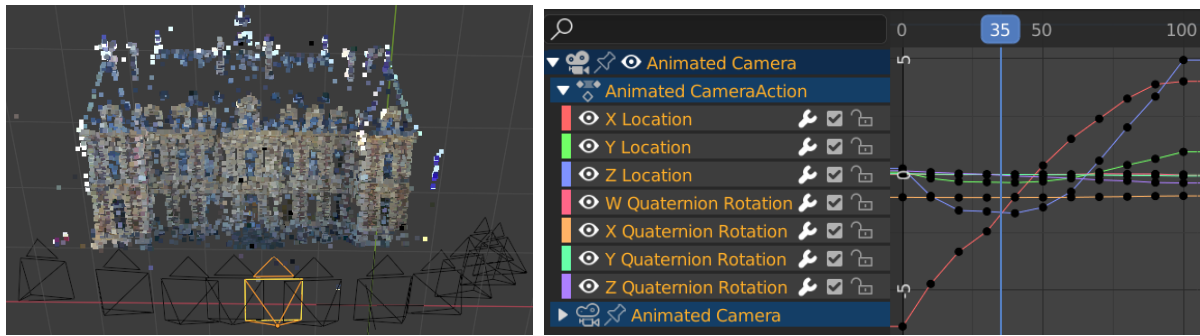 0 35 50 100
Animated Camera
Animated CameraAction
X Location
Y Location
Z Location
W Quaternion Rotation
X Quaternion Rotation
Y Quaternion Rotation
Z Quaternion Rotation
Animated Camera
5
0
-5